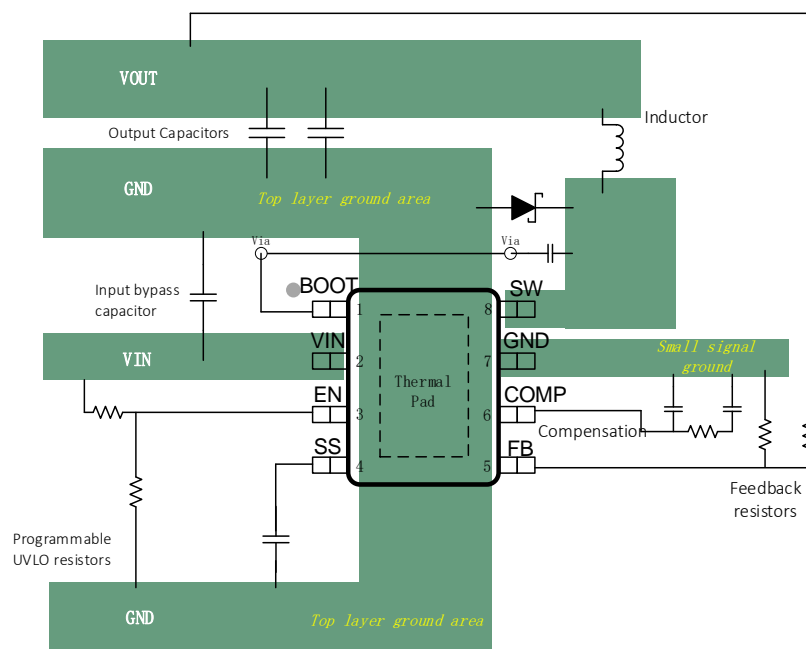 VOUT
Inductor
Output Capacitors
GND
Top layer ground area
Via
Via
BOOT
SW
Input bypass
capacitor
1
8
VIN
VIN
GND
Small signal
ground
2
7
Thermal
Pad
EN
COMP
3
6
Compensation
SS
FB
4
5
Feedback
resistors
Programmable
UVLO resistors
GND
Top layer ground area